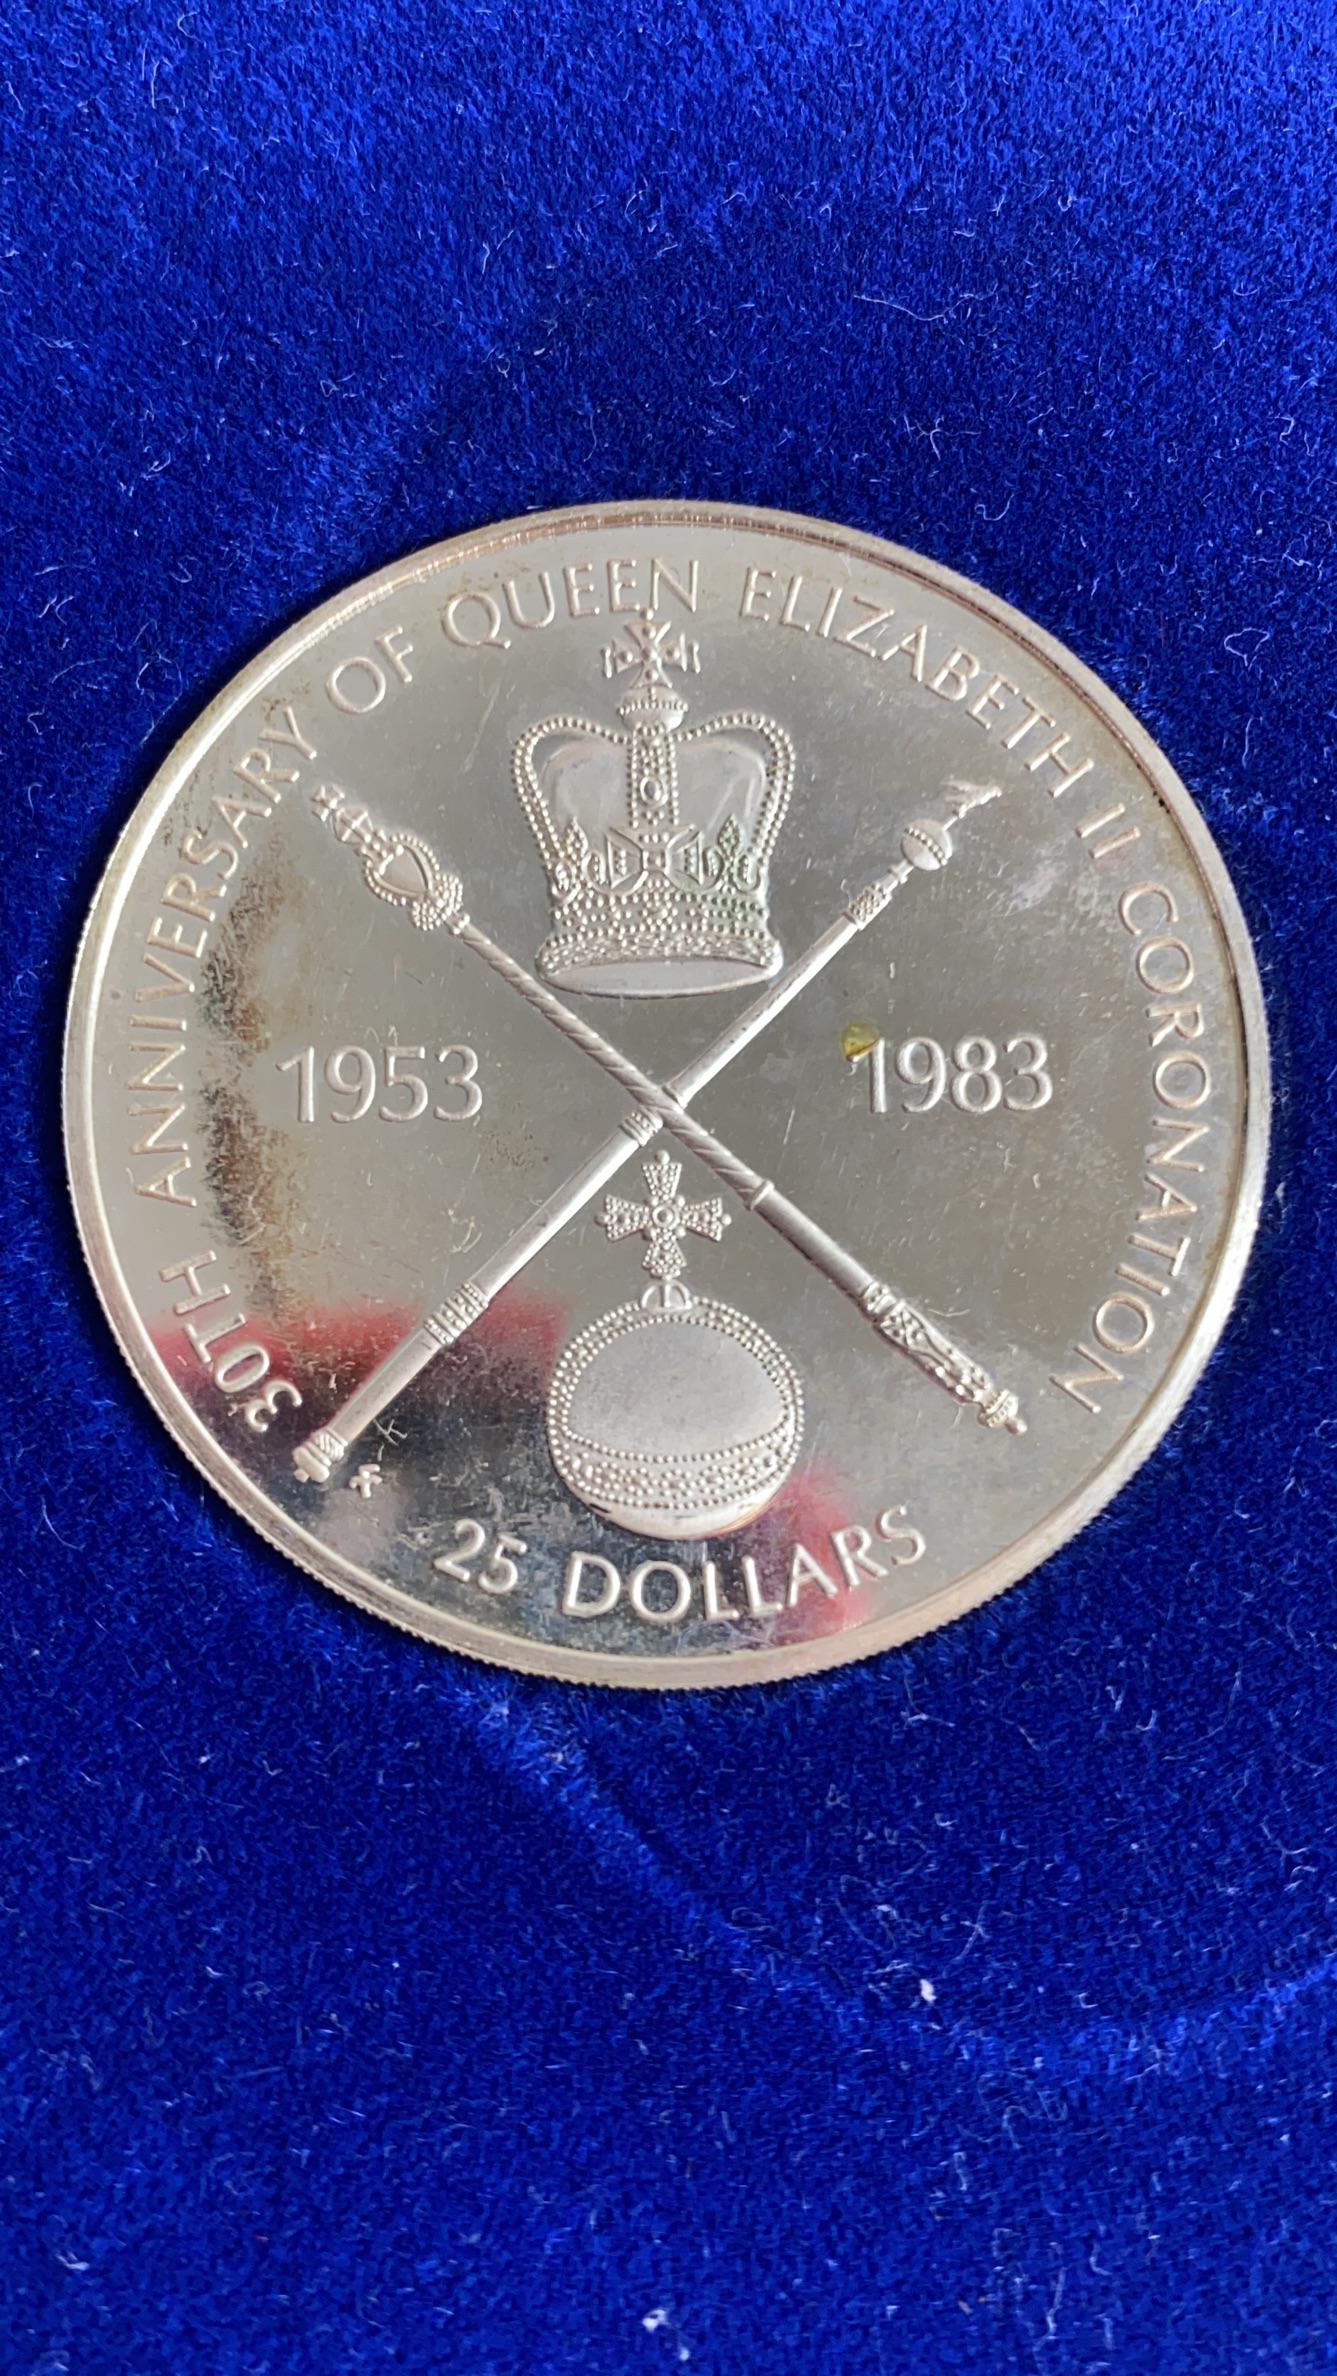 30TH ANNIVERSARY OF QUEEN ELIZABETH II CORONATION
1953 1983
25 DOLLARS